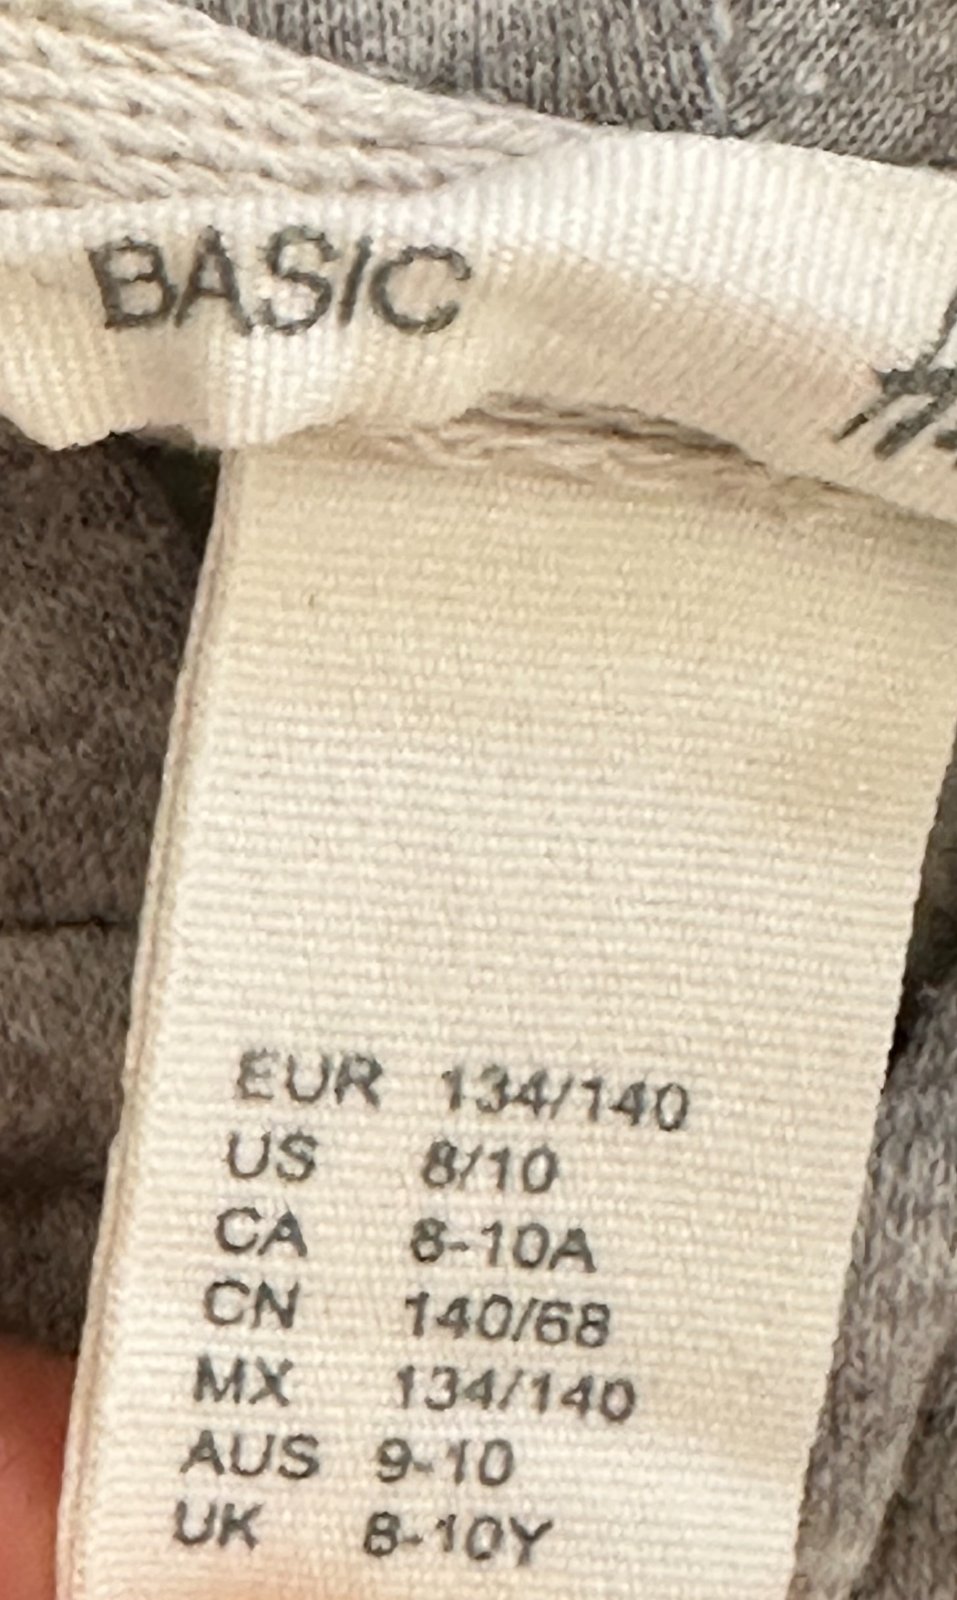 BASIC
EUR 134/140
US 8/10
CA 8-10A
CN 140/68
MX 134/140
AUS 9-10
UK 8-10Y